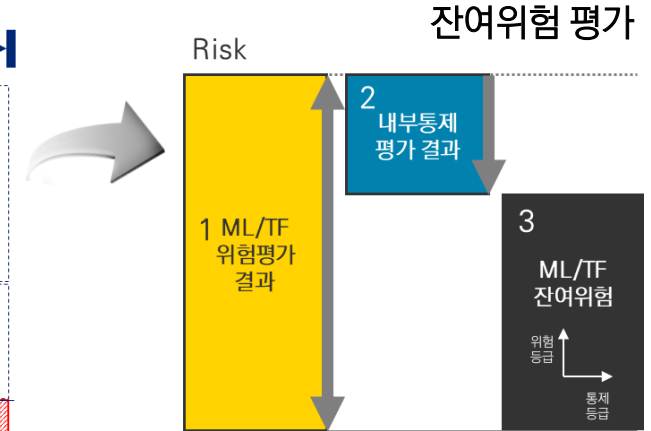 잔여위험 평가
Risk
1 ML/TF
위험평가
결과
2
내부통제
평가 결과
3
ML/TF
잔여위험
위험
등급
통제
등급